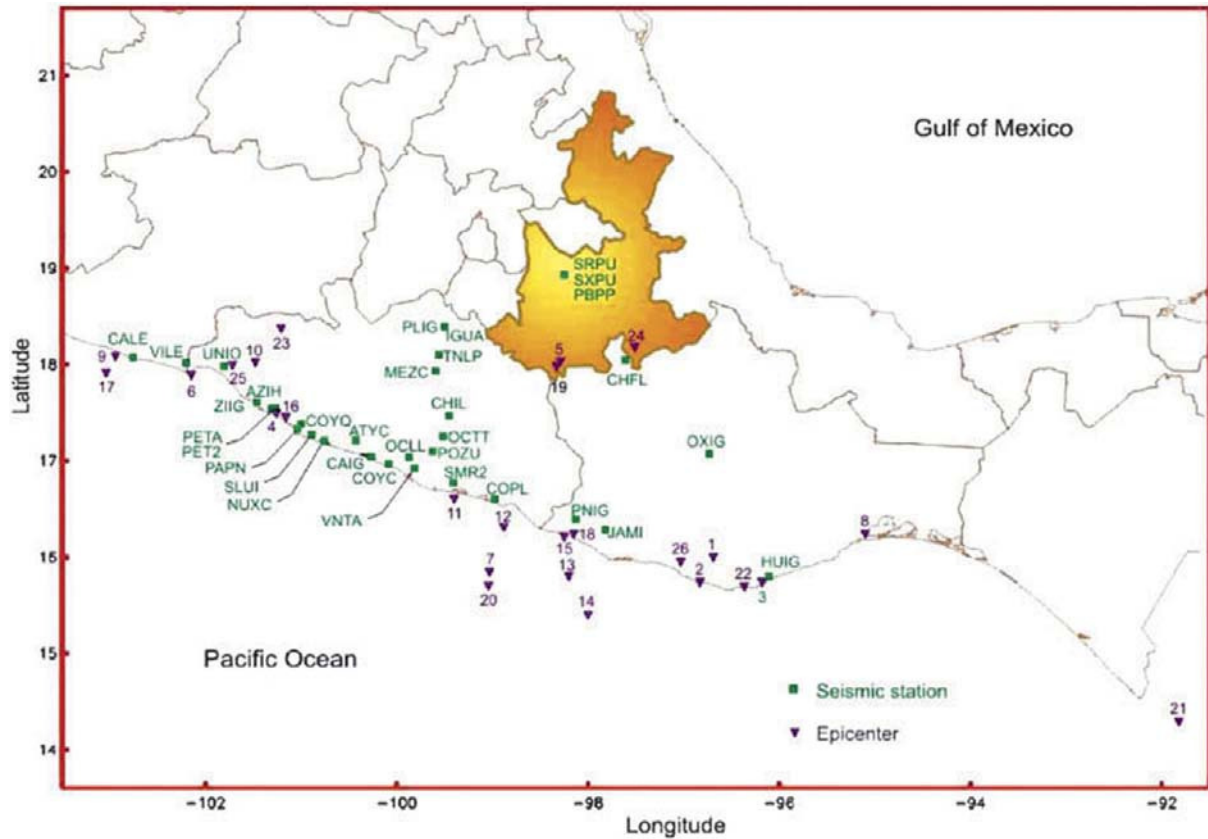 21
Gulf of Mexico
20
19
SRPU
SXPU
PBPP
PLIG
IGUA
23
5
24
CALE
VILE
UNIO
10
TNLP
18
9
MEZC
19
CHFL
17
6
25
AZIH
ZIIG
16
4
COYQ
CHIL
PETA
PET2
ATYC
OCLL
OCTT
POZU
OXIG
17
PAPN
CAIG
SLUI
COYC
SMR2
NUXC
COPL
VNTA
11
12
PNIG
JAMI
8
16
15
18
7
13
26
1
HUIG
2
22
3
20
14
15
Pacific Ocean
Seismic station
21
Epicenter
14
Latitude
-102
-100
-98
-96
-94
-92
Longitude